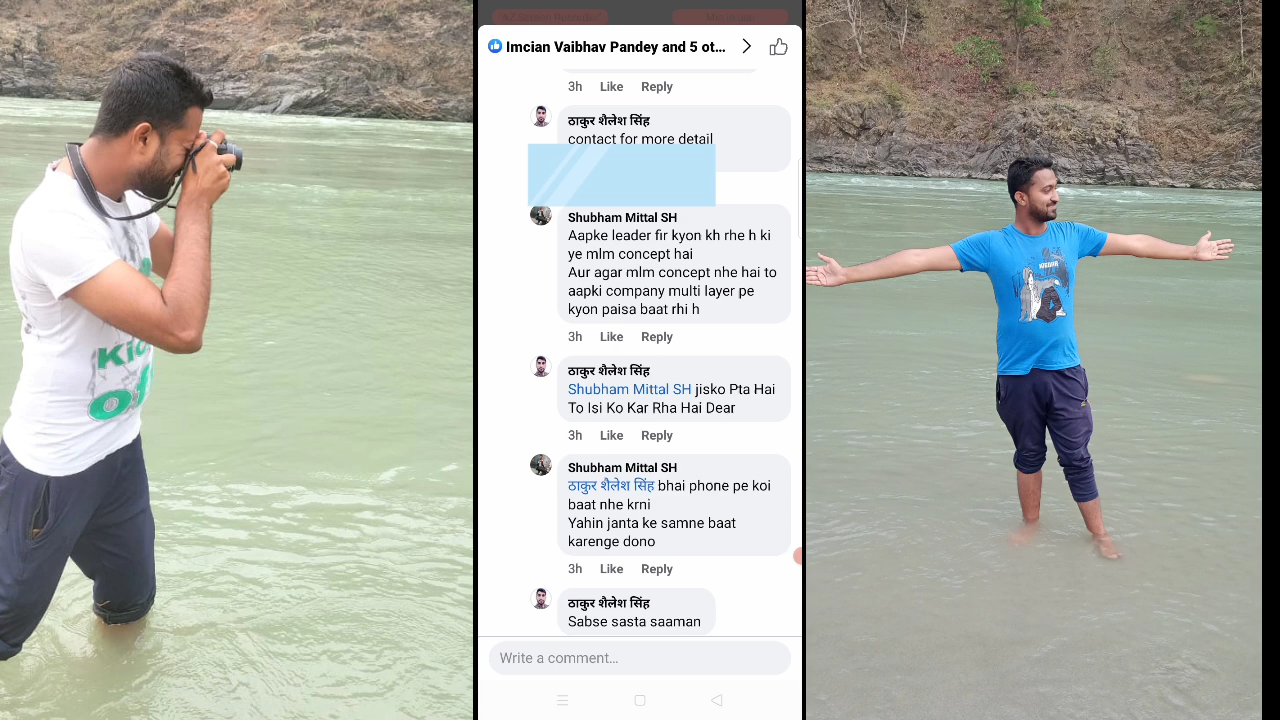 Imcian Vaibhav Pandey and 5 ot...
3h Like Reply
ठाकुर शैलेश सिंह
contact for more detail
Shubham Mittal SH
Aapke leader fir kyon kh rhe h ki
ye mlm concept hai
Aur agar mlm concept nhe hai to
aapki company multi layer pe
kyon paisa baat rhi h
3h Like Reply
ठाकुर शैलेश सिंह
Shubham Mittal SH jisko Pta Hai
To Isi Ko Kar Rha Hai Dear
3h Like Reply
Shubham Mittal SH
ठाकुर शैलेश सिंह bhai phone pe koi
baat nhe krni
Yahin janta ke samne baat
karenge dono
3h Like Reply
ठाकुर शैलेश सिंह
Sabse sasta saaman
Write a comment...